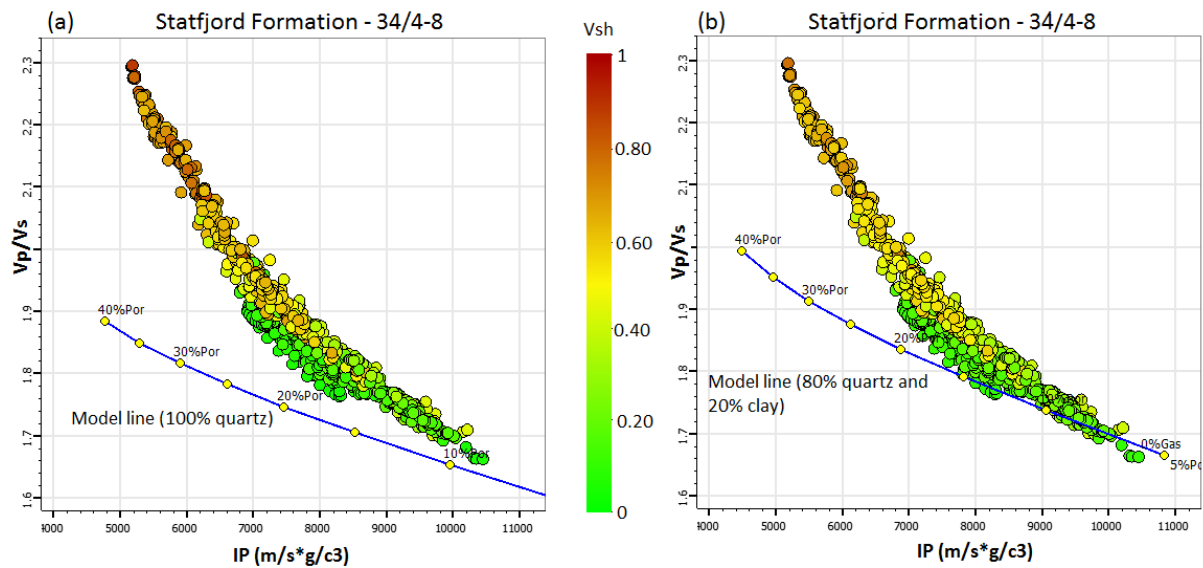 (a)
Statfjord Formation - 34/4-8
Vp/Vs
2.3
2.2
2.1
2.0
1.9
1.8
1.7
1.6
40%Por
30%Por
20%Por
10%Por
Model line (100% quartz)
4000 5000 6000 7000 8000 9000 10000 11000
IP (m/s*g/c3)
Vsh
1
0.80
0.60
0.40
0.20
0
(b)
Statfjord Formation - 34/4-8
Vp/Vs
2.3
2.2
2.1
2.0
1.9
1.8
1.7
1.6
40%Por
30%Por
Model line (80% quartz and
20% clay)
0%Gas
4000 5000 6000 7000 8000 9000 10000 11000
IP (m/s*g/c3)